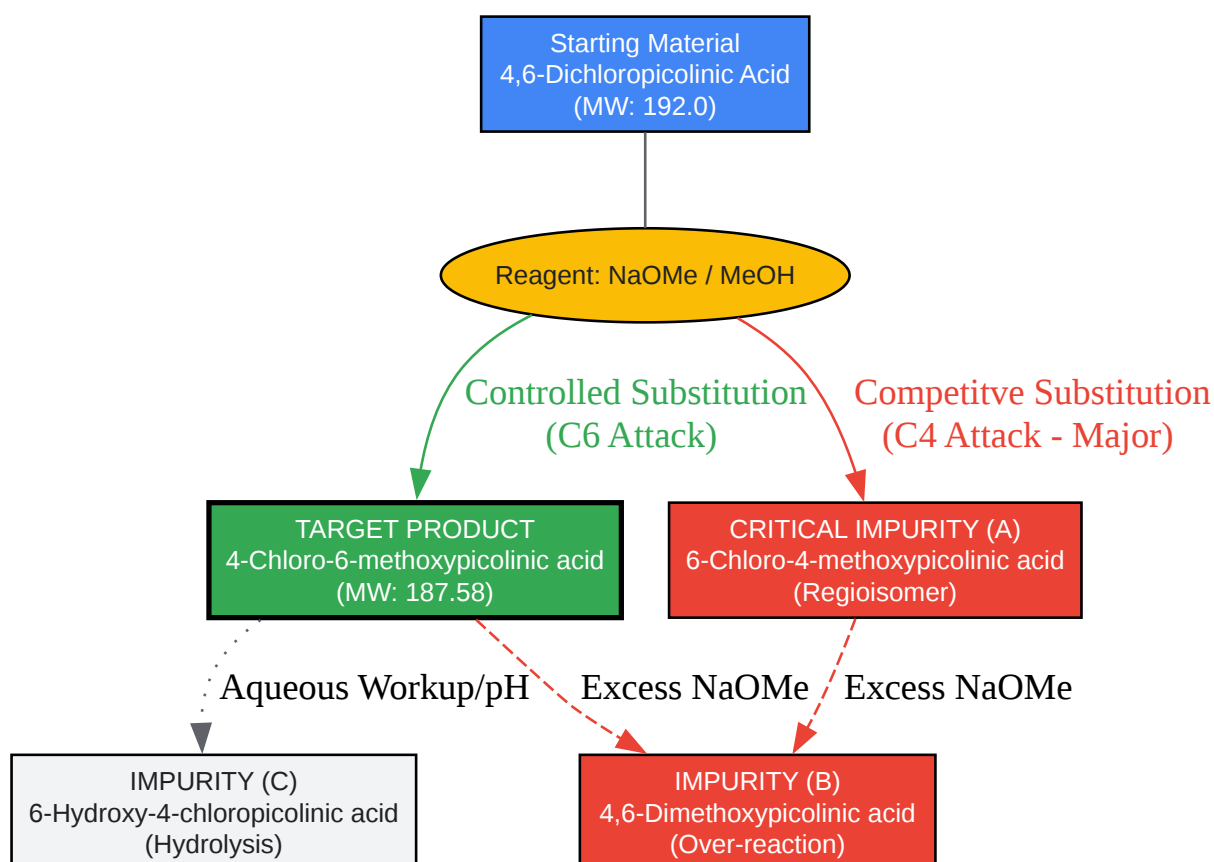 Starting Material
4,6-Dichloropicolinic Acid
(MW: 192.0)
Reagent: NaOMe / MeOH
Controlled Substitution
(C6 Attack)
Competitve Substitution
(C4 Attack - Major)
TARGET PRODUCT
4-Chloro-6-methoxypicolinic acid
(MW: 187.58)
CRITICAL IMPURITY (A)
6-Chloro-4-methoxypicolinic acid
(Regioisomer)
Aqueous Workup/pH
Excess NaOMe
Excess NaOMe
IMPURITY (C)
6-Hydroxy-4-chloropicolinic acid
(Hydrolysis)
IMPURITY (B)
4,6-Dimethoxypicolinic acid
(Over-reaction)